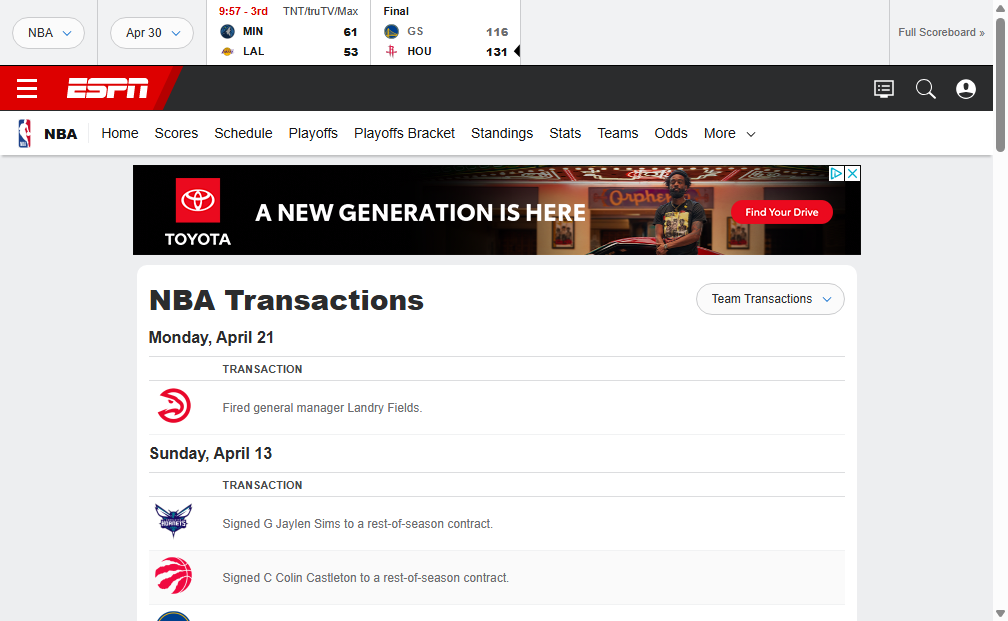 NBA
Apr 30
9:57 - 3rd TNT/truTV/Max
MIN 61
LAL 53
Final
GS 116
HOU 131
Full Scoreboard »
ESPN
NBA Home Scores Schedule Playoffs Playoffs Bracket Standings Stats Teams Odds More
TOYOTA
A NEW GENERATION IS HERE
Find Your Drive
NBA Transactions
Team Transactions
Monday, April 21
TRANSACTION
Fired general manager Landry Fields.
Sunday, April 13
TRANSACTION
HORNETS
Signed G Jaylen Sims to a rest-of-season contract.
Signed C Colin Castleton to a rest-of-season contract.